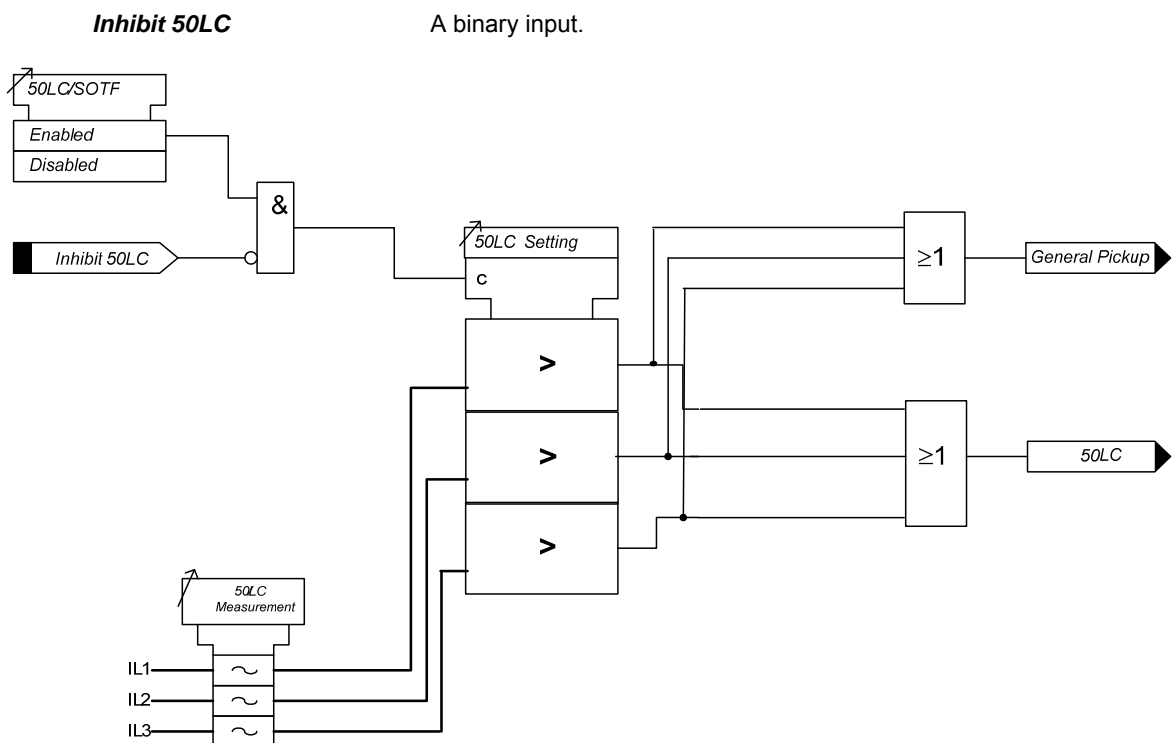 Inhibit 50LC A binary input.
50LC/SOTF
Enabled
Disabled
&
Inhibit 50LC
50LC Setting
c
≥1
General Pickup
>
>
≥1
50LC
>
50LC
Measurement
IL1
IL2
IL3